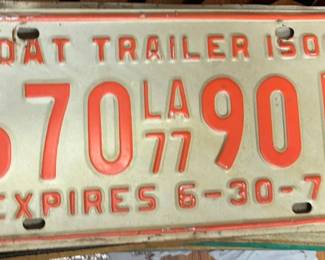 OAT TRAILER 150
70 LA 90
77
EXPIRES 6-30-7